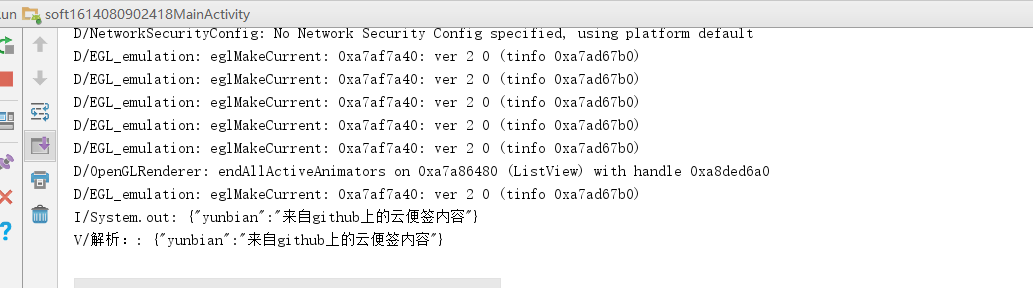 un soft1614080902418MainActivity
D/NetworkSecurityConfig: No Network Security Config specified, using platform default
D/EGL_emulation: eglMakeCurrent: 0xa7af7a40: ver 2 0 (tinfo 0xa7ad67b0)
D/EGL_emulation: eglMakeCurrent: 0xa7af7a40: ver 2 0 (tinfo 0xa7ad67b0)
D/EGL_emulation: eglMakeCurrent: 0xa7af7a40: ver 2 0 (tinfo 0xa7ad67b0)
D/EGL_emulation: eglMakeCurrent: 0xa7af7a40: ver 2 0 (tinfo 0xa7ad67b0)
D/EGL_emulation: eglMakeCurrent: 0xa7af7a40: ver 2 0 (tinfo 0xa7ad67b0)
D/OpenGLRenderer: endAllActiveAnimators on 0xa7a86480 (ListView) with handle 0xa8ded6a0
D/EGL_emulation: eglMakeCurrent: 0xa7af7a40: ver 2 0 (tinfo 0xa7ad67b0)
I/System.out: {"yunbian":"来自github上的云便签内容"}
V/解析：: {"yunbian":"来自github上的云便签内容"}